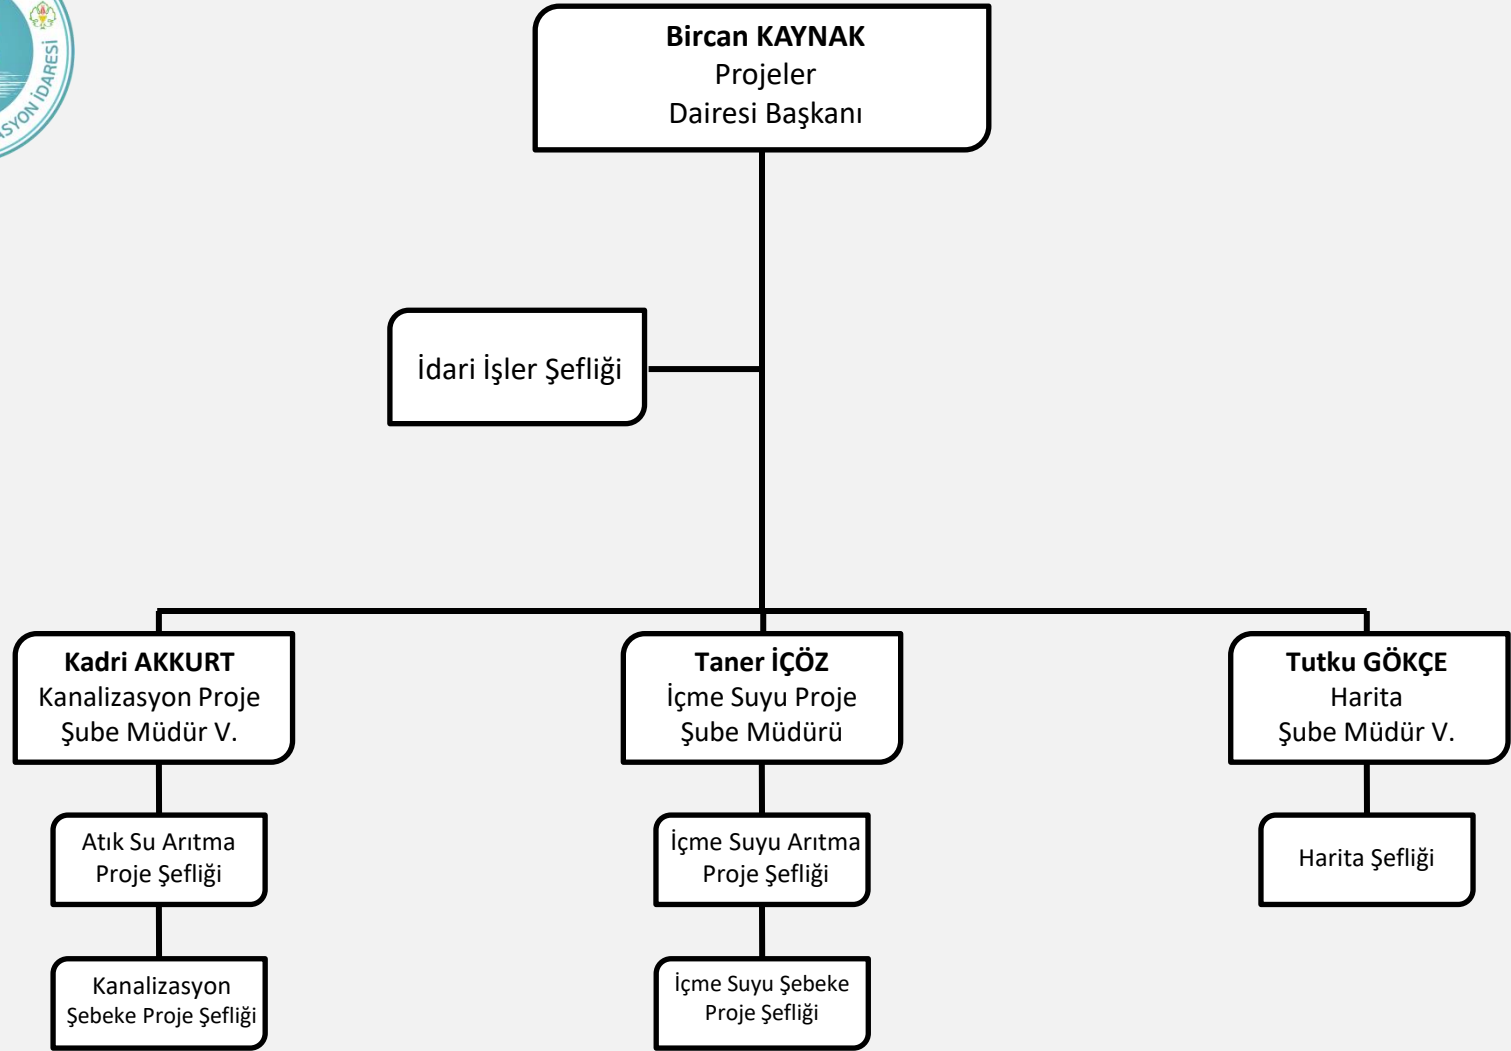 İDARESİ
Bircan KAYNAK
Projeler
Dairesi Başkanı
İdari İşler Şefliği
Kadri AKKURT
Kanalizasyon Proje
Şube Müdür V.
Taner İÇÖZ
İçme Suyu Proje
Şube Müdürü
Tutku GÖKÇE
Harita
Şube Müdür V.
Atık Su Arıtma
Proje Şefliği
İçme Suyu Arıtma
Proje Şefliği
Harita Şefliği
Kanalizasyon
Şebeke Proje Şefliği
İçme Suyu Şebeke
Proje Şefliği